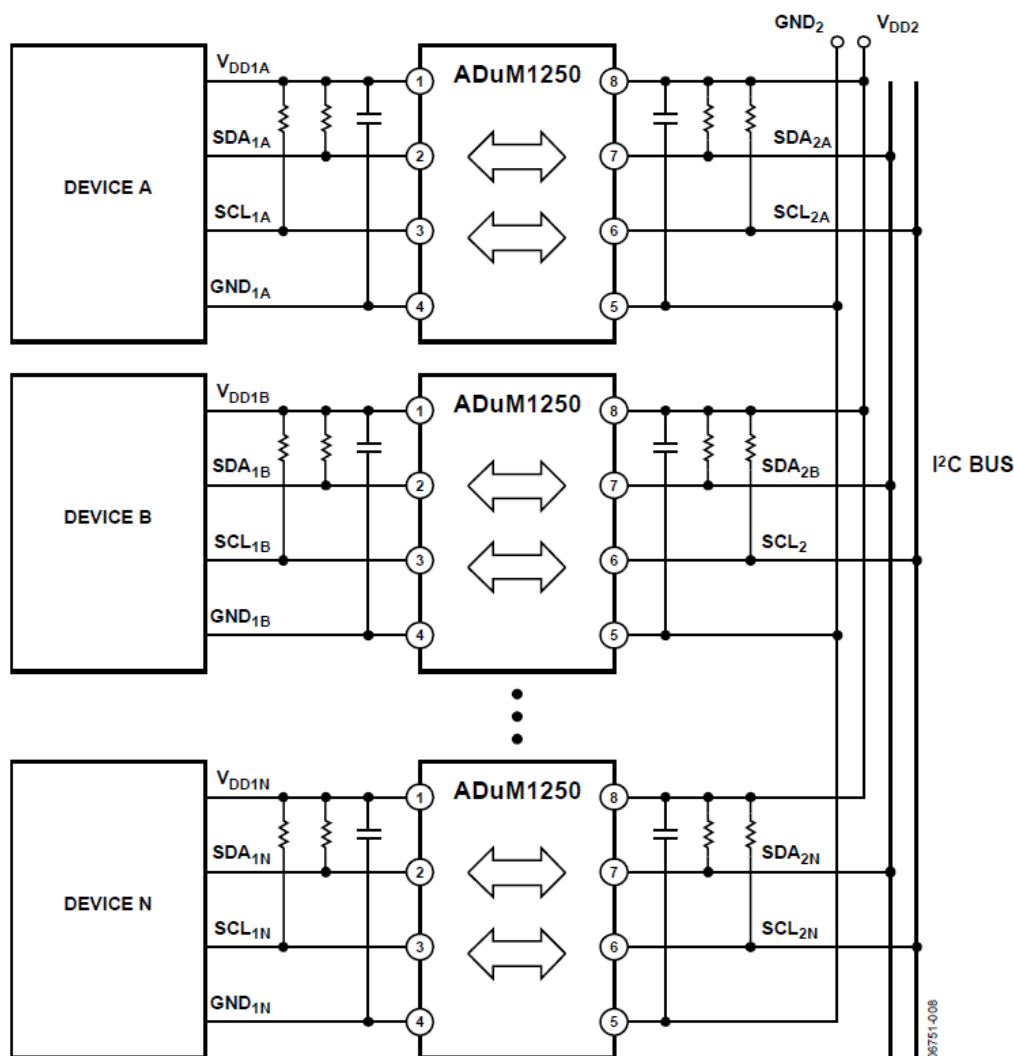 GND2 VDD2
VDD1A
ADuM1250
1 8
SDA1A
SDA2A
2 7
DEVICE A
SCL1A
SCL2A
3 6
GND1A
4 5
VDD1B
ADuM1250
1 8
SDA1B
SDA2B
2 7
I2C BUS
DEVICE B
SCL1B
SCL2
3 6
GND1B
4 5
VDD1N
ADuM1250
1 8
SDA1N
SDA2N
2 7
DEVICE N
SCL1N
SCL2N
3 6
GND1N
4 5
06751-008